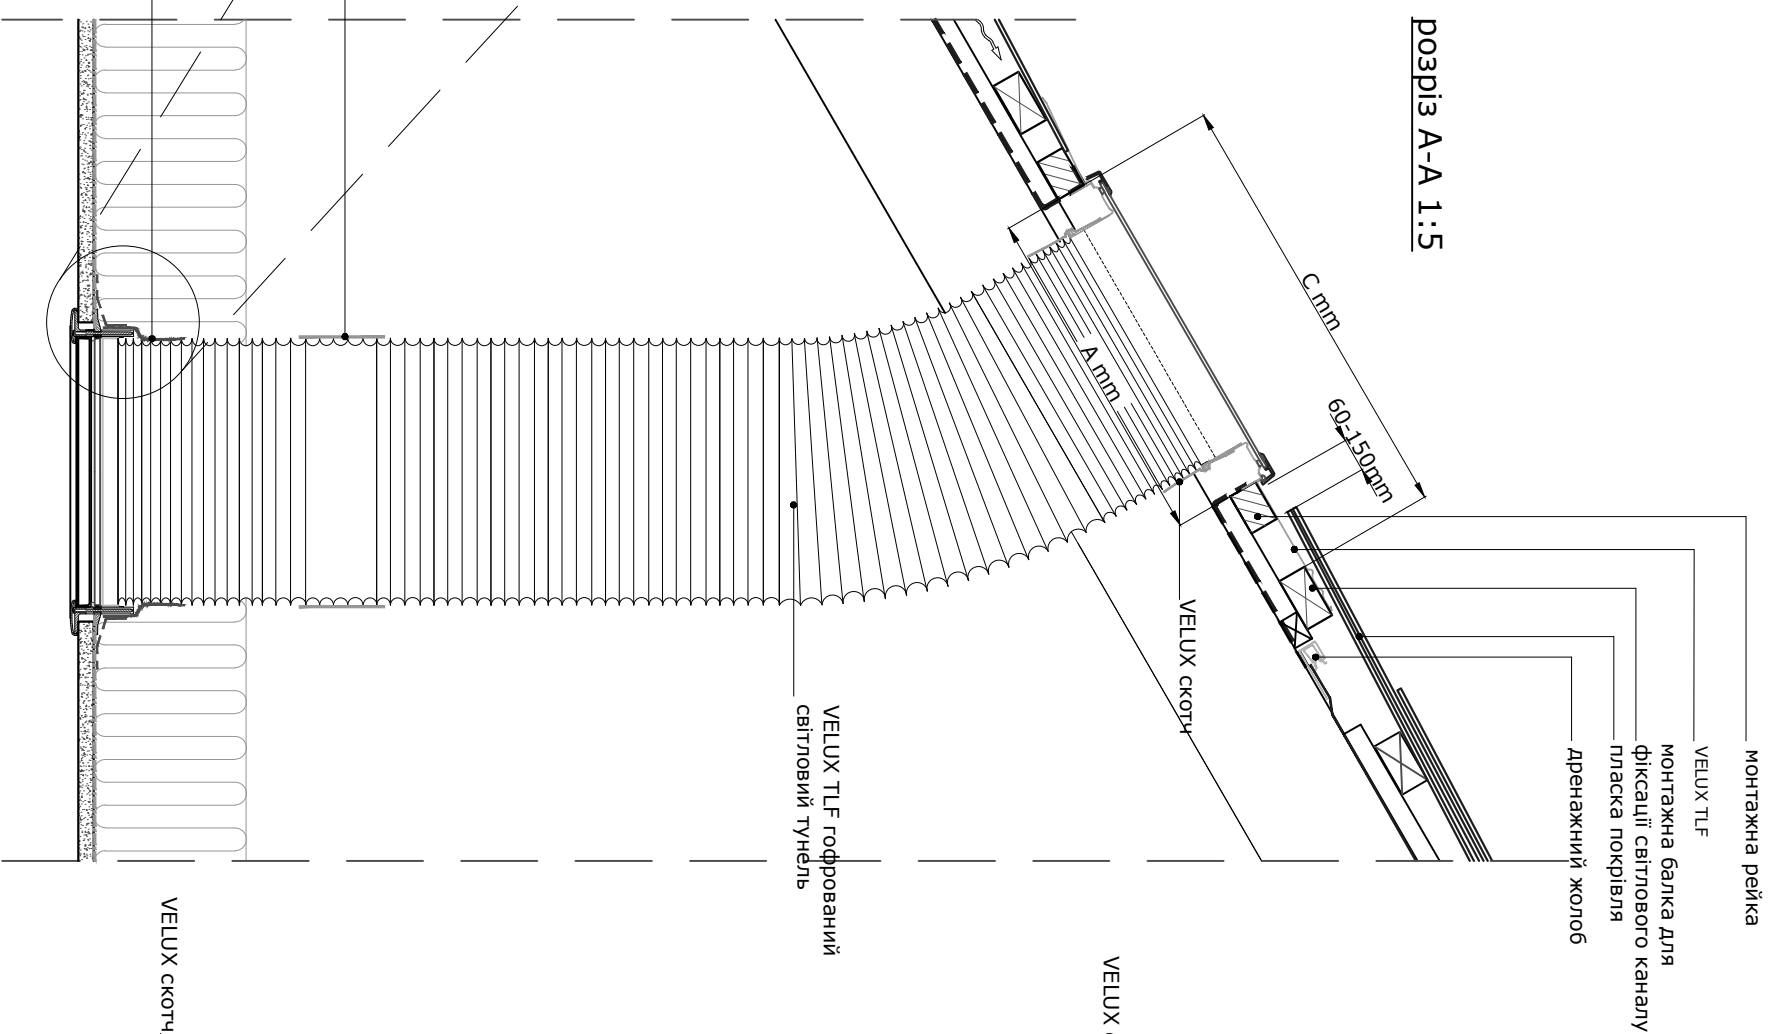 розріз А-А 1:5
C mm
60-150mm
A mm
монтажна рейка
VELUX TLF
монтажна балка для
фіксації світлового каналу
пласка покрівля
дренажний жолоб
VELUX скотч
VELUX TLF гофрований
світловий тунель
VELUX
VELUX скотч